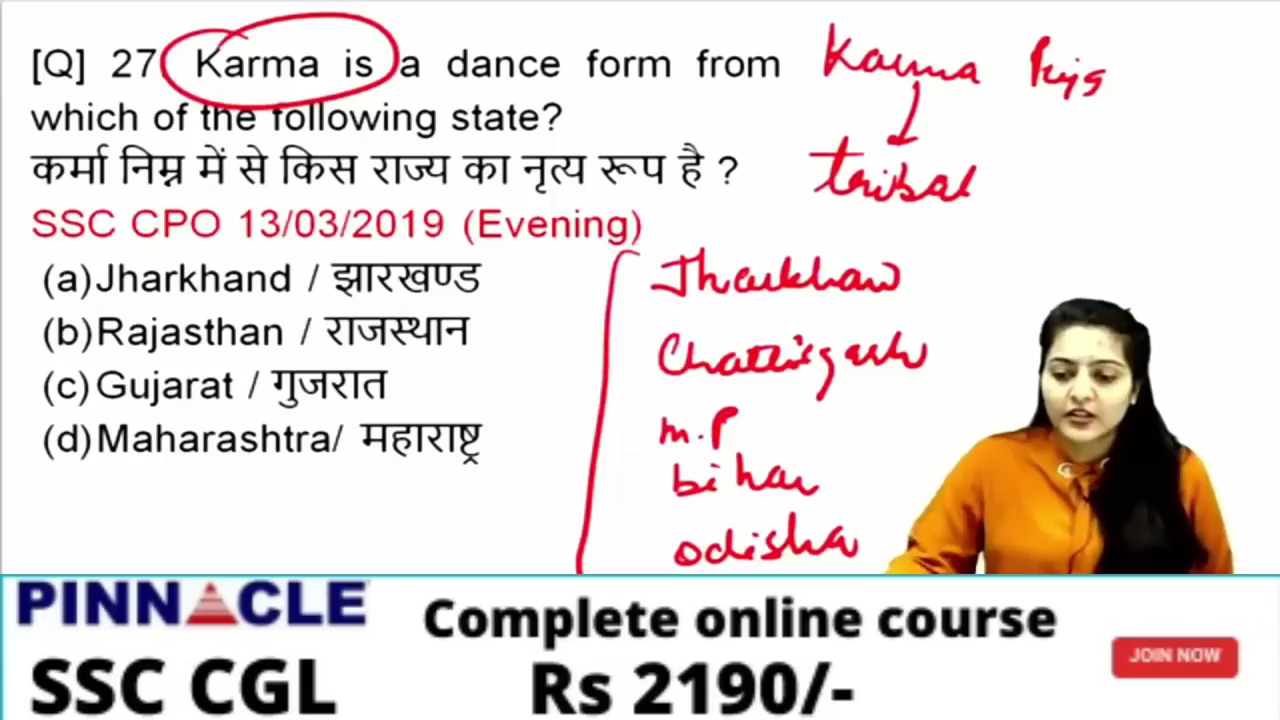 [Q] 27 Karma is a dance form from
which of the following state?
कर्मा निम्न में से किस राज्य का नृत्य रूप है ?
SSC CPO 13/03/2019 (Evening)
(a)Jharkhand / झारखण्ड
(b)Rajasthan / राजस्थान
(c)Gujarat / गुजरात
(d)Maharashtra/ महाराष्ट्र
Karma Puja
tribal
Jharkhan
Chattisgarh
M.P
bihar
odisha
PINNACLE
SSC CGL
Complete online course
Rs 2190/-
JOIN NOW